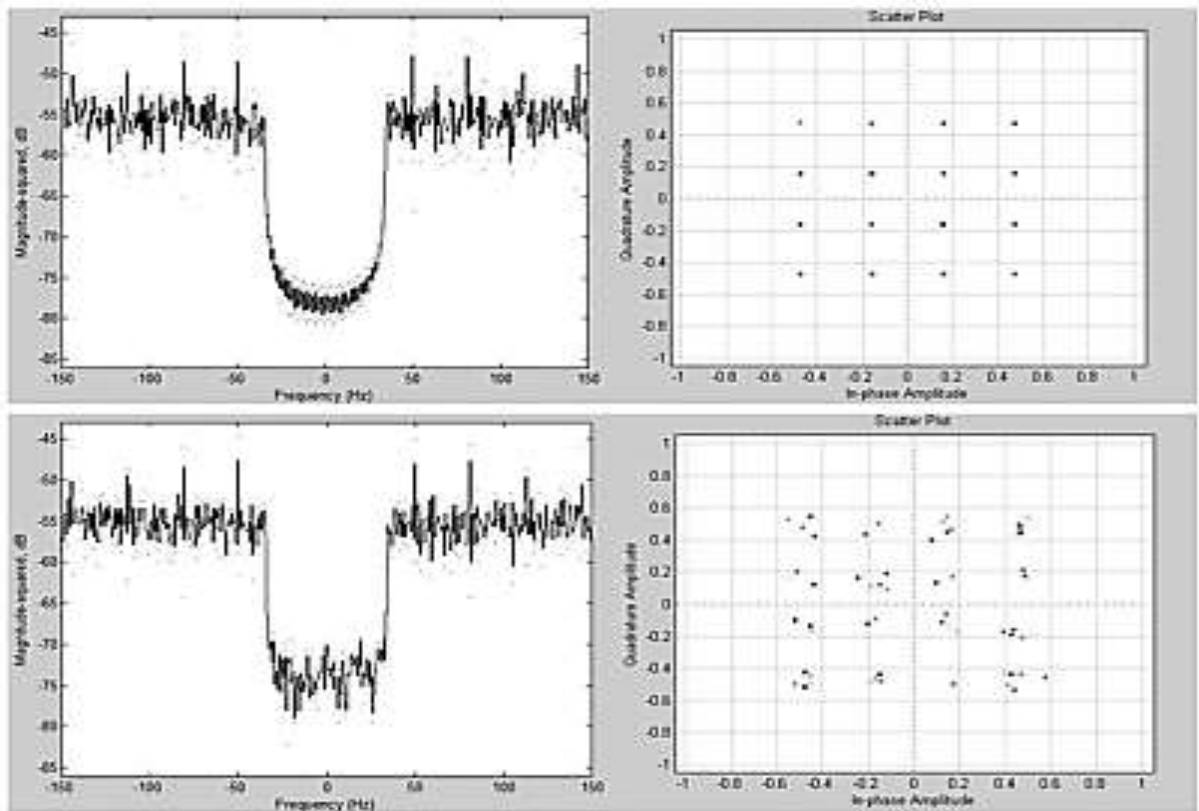 Scatter Plot
Magnitude-squared, dB
-45
-50
-55
-60
-65
-70
-75
-80
-85
-150 -100 -50 0 50 100 150
Frequency (Hz)
Quadrature Amplitude
1
0.8
0.6
0.4
0.2
0
-0.2
-0.4
-0.6
-0.8
-1
-1 -0.8 -0.6 -0.4 -0.2 0 0.2 0.4 0.6 0.8 1
In-phase Amplitude
Scatter Plot
Magnitude-squared, dB
-45
-50
-55
-60
-65
-70
-75
-80
-85
-150 -100 -50 0 50 100 150
Frequency (Hz)
Quadrature Amplitude
1
0.8
0.6
0.4
0.2
0
-0.2
-0.4
-0.6
-0.8
-1
-1 -0.8 -0.6 -0.4 -0.2 0 0.2 0.4 0.6 0.8 1
In-phase Amplitude